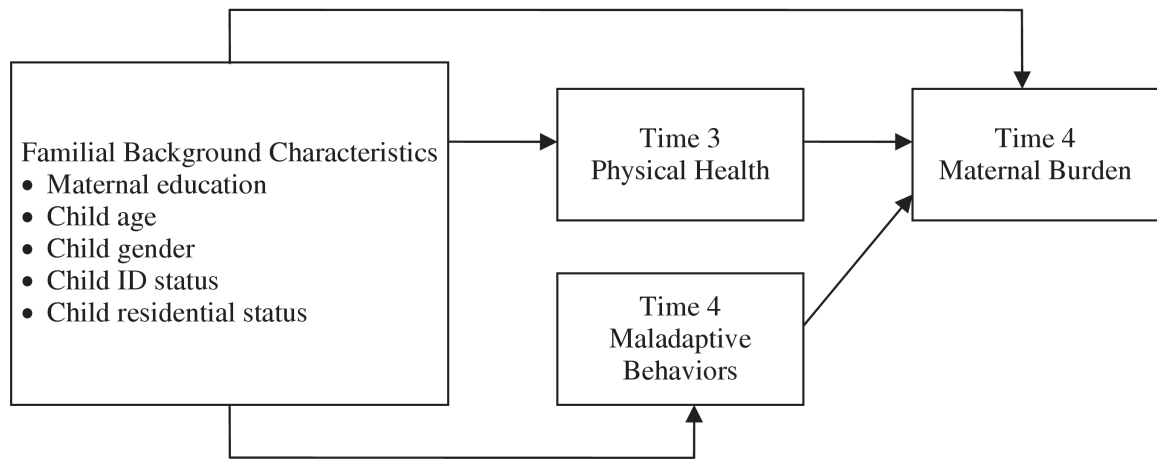 Familial Background Characteristics
• Maternal education
• Child age
• Child gender
• Child ID status
• Child residential status
Time 3
Physical Health
Time 4
Maladaptive
Behaviors
Time 4
Maternal Burden